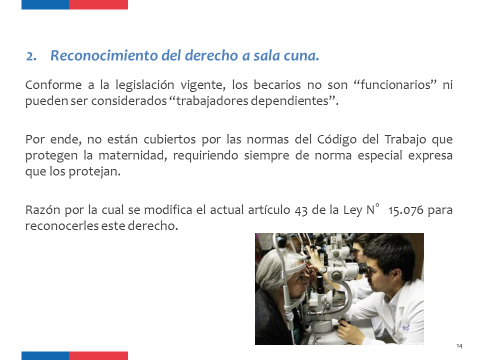 2. Reconocimiento del derecho a sala cuna.
Conforme a la legislación vigente, los becarios no son “funcionarios” ni
pueden ser considerados “trabajadores dependientes”.
Por ende, no están cubiertos por las normas del Código del Trabajo que
protegen la maternidad, requiriendo siempre de norma especial expresa
que los protejan.
Razón por la cual se modifica el actual artículo 43 de la Ley N° 15.076 para
reconocerles este derecho.
14